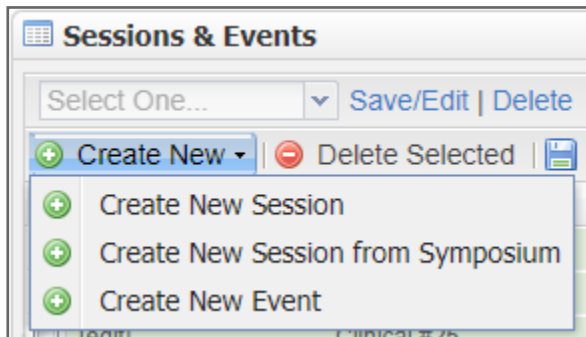 Sessions & Events
Select One... Save/Edit | Delete
Create New | Delete Selected |
Create New Session
Create New Session from Symposium
Create New Event